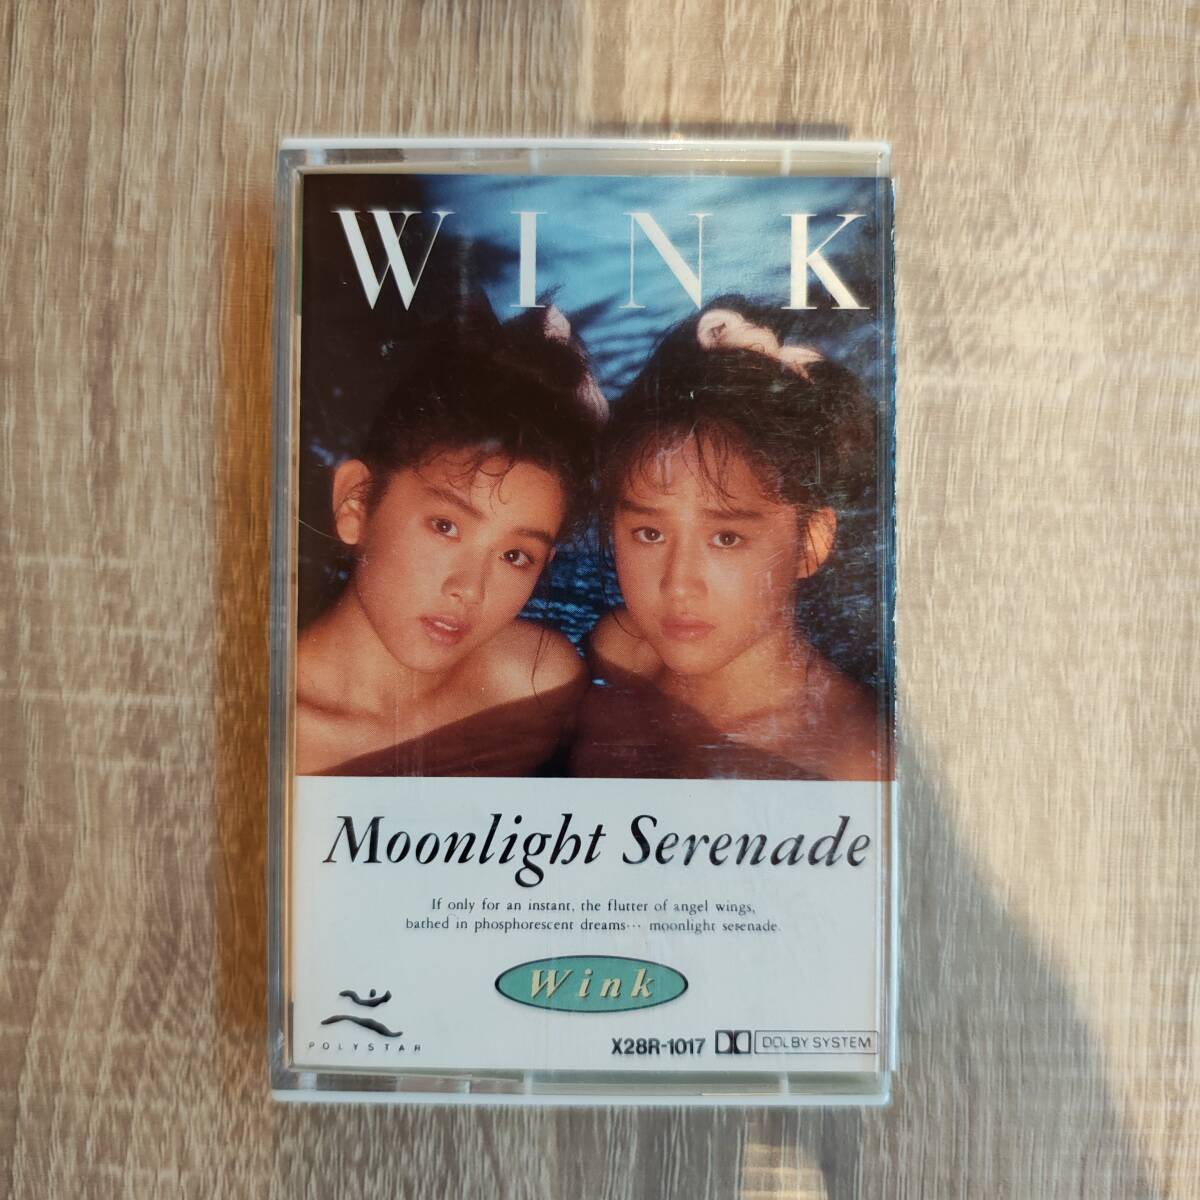 WINK
Moonlight Serenade
If only for an instant, the flutter of angel wings,
bathed in phosphorescent dreams… moonlight serenade.
Wink
POLYSTAR
X28R-1017 DOLBY SYSTEM